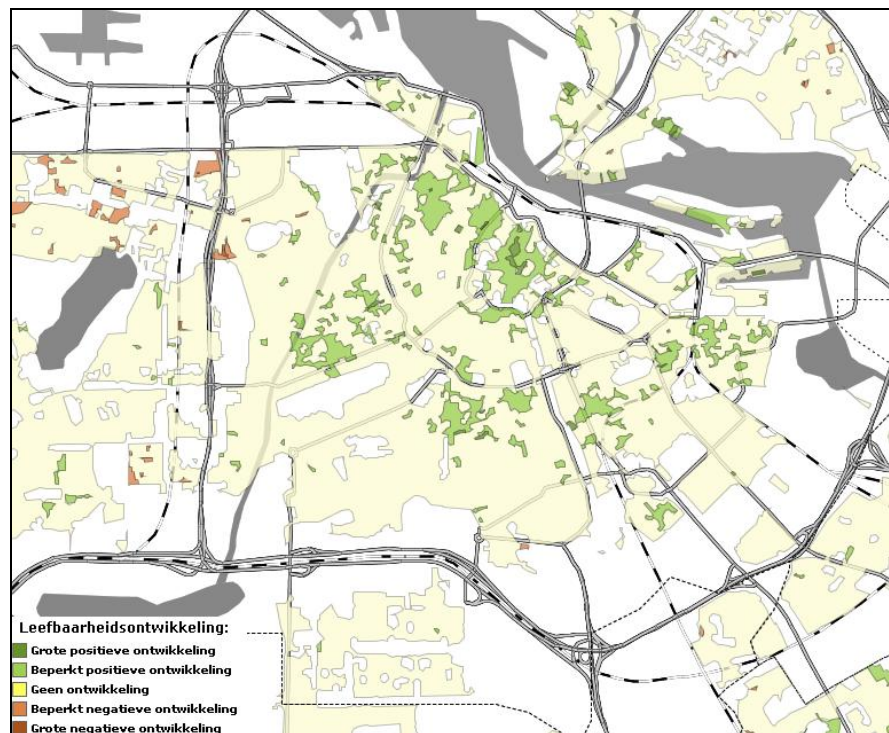 Leefbaarheidsontwikkeling:
Grote positieve ontwikkeling
Beperkt positieve ontwikkeling
Geen ontwikkeling
Beperkt negatieve ontwikkeling
Grote negatieve ontwikkeling